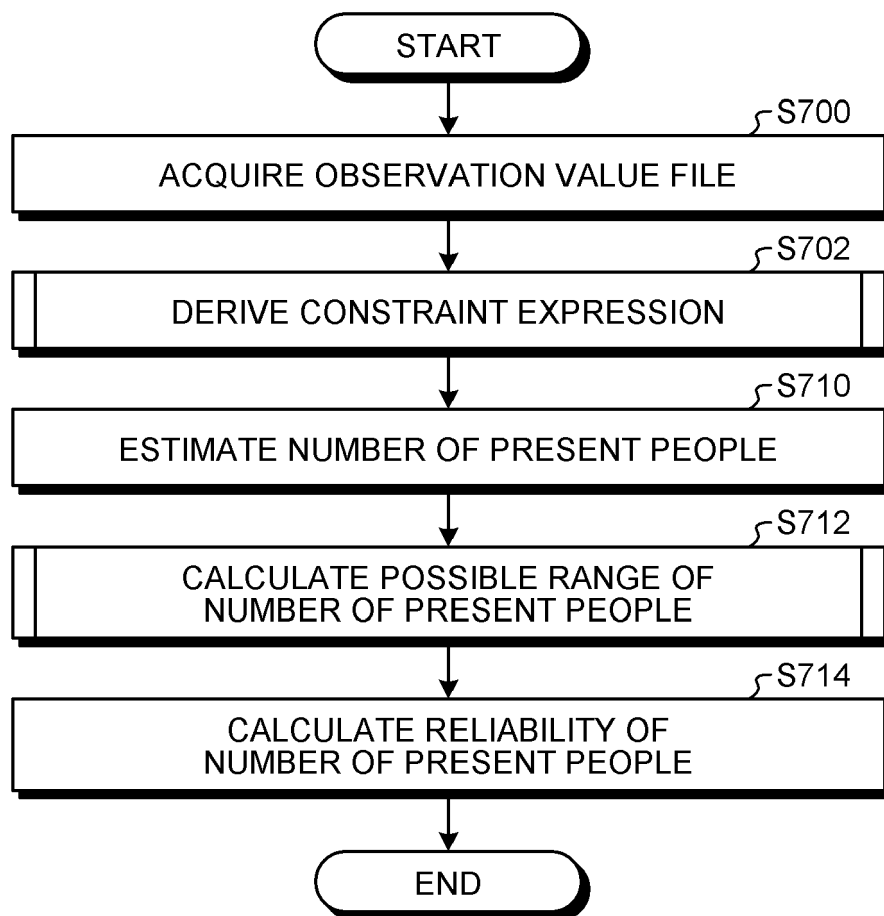 START
S700
ACQUIRE OBSERVATION VALUE FILE
S702
DERIVE CONSTRAINT EXPRESSION
S710
ESTIMATE NUMBER OF PRESENT PEOPLE
S712
CALCULATE POSSIBLE RANGE OF
NUMBER OF PRESENT PEOPLE
S714
CALCULATE RELIABILITY OF
NUMBER OF PRESENT PEOPLE
END